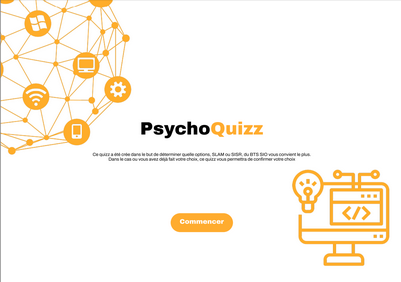 PsychoQuizz
Ce quizz a été crée dans le but de déterminer quelle options, SLAM ou SISR, du BTS SIO vous convient le plus.
Dans le cas ou vous avez déjà fait votre choix, ce quizz vous permettra de confirmer votre choix
Commencer